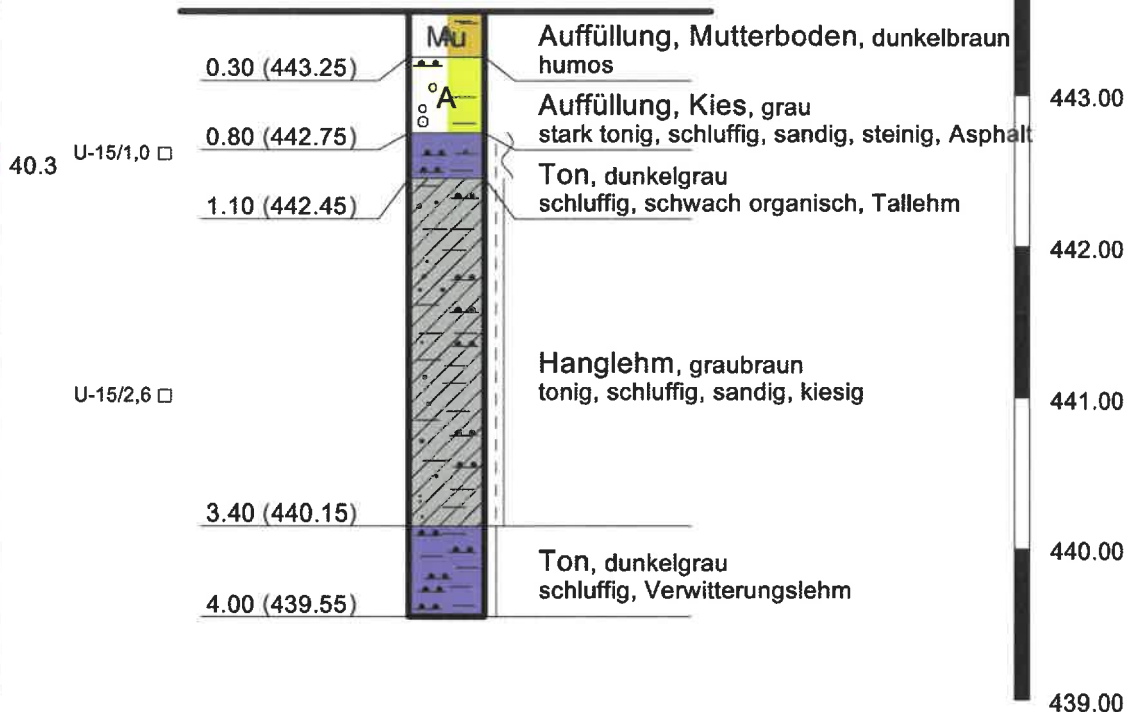 Mu
Auffüllung, Mutterboden, dunkelbraun
humos
0.30 (443.25)
A
Auffüllung, Kies, grau
stark tonig, schluffig, sandig, steinig, Asphalt
443.00
0.80 (442.75)
40.3
U-15/1,0
Ton, dunkelgrau
schluffig, schwach organisch, Tallehm
1.10 (442.45)
442.00
Hanglehm, graubraun
tonig, schluffig, sandig, kiesig
U-15/2,6
441.00
3.40 (440.15)
440.00
Ton, dunkelgrau
schluffig, Verwitterungslehm
4.00 (439.55)
439.00